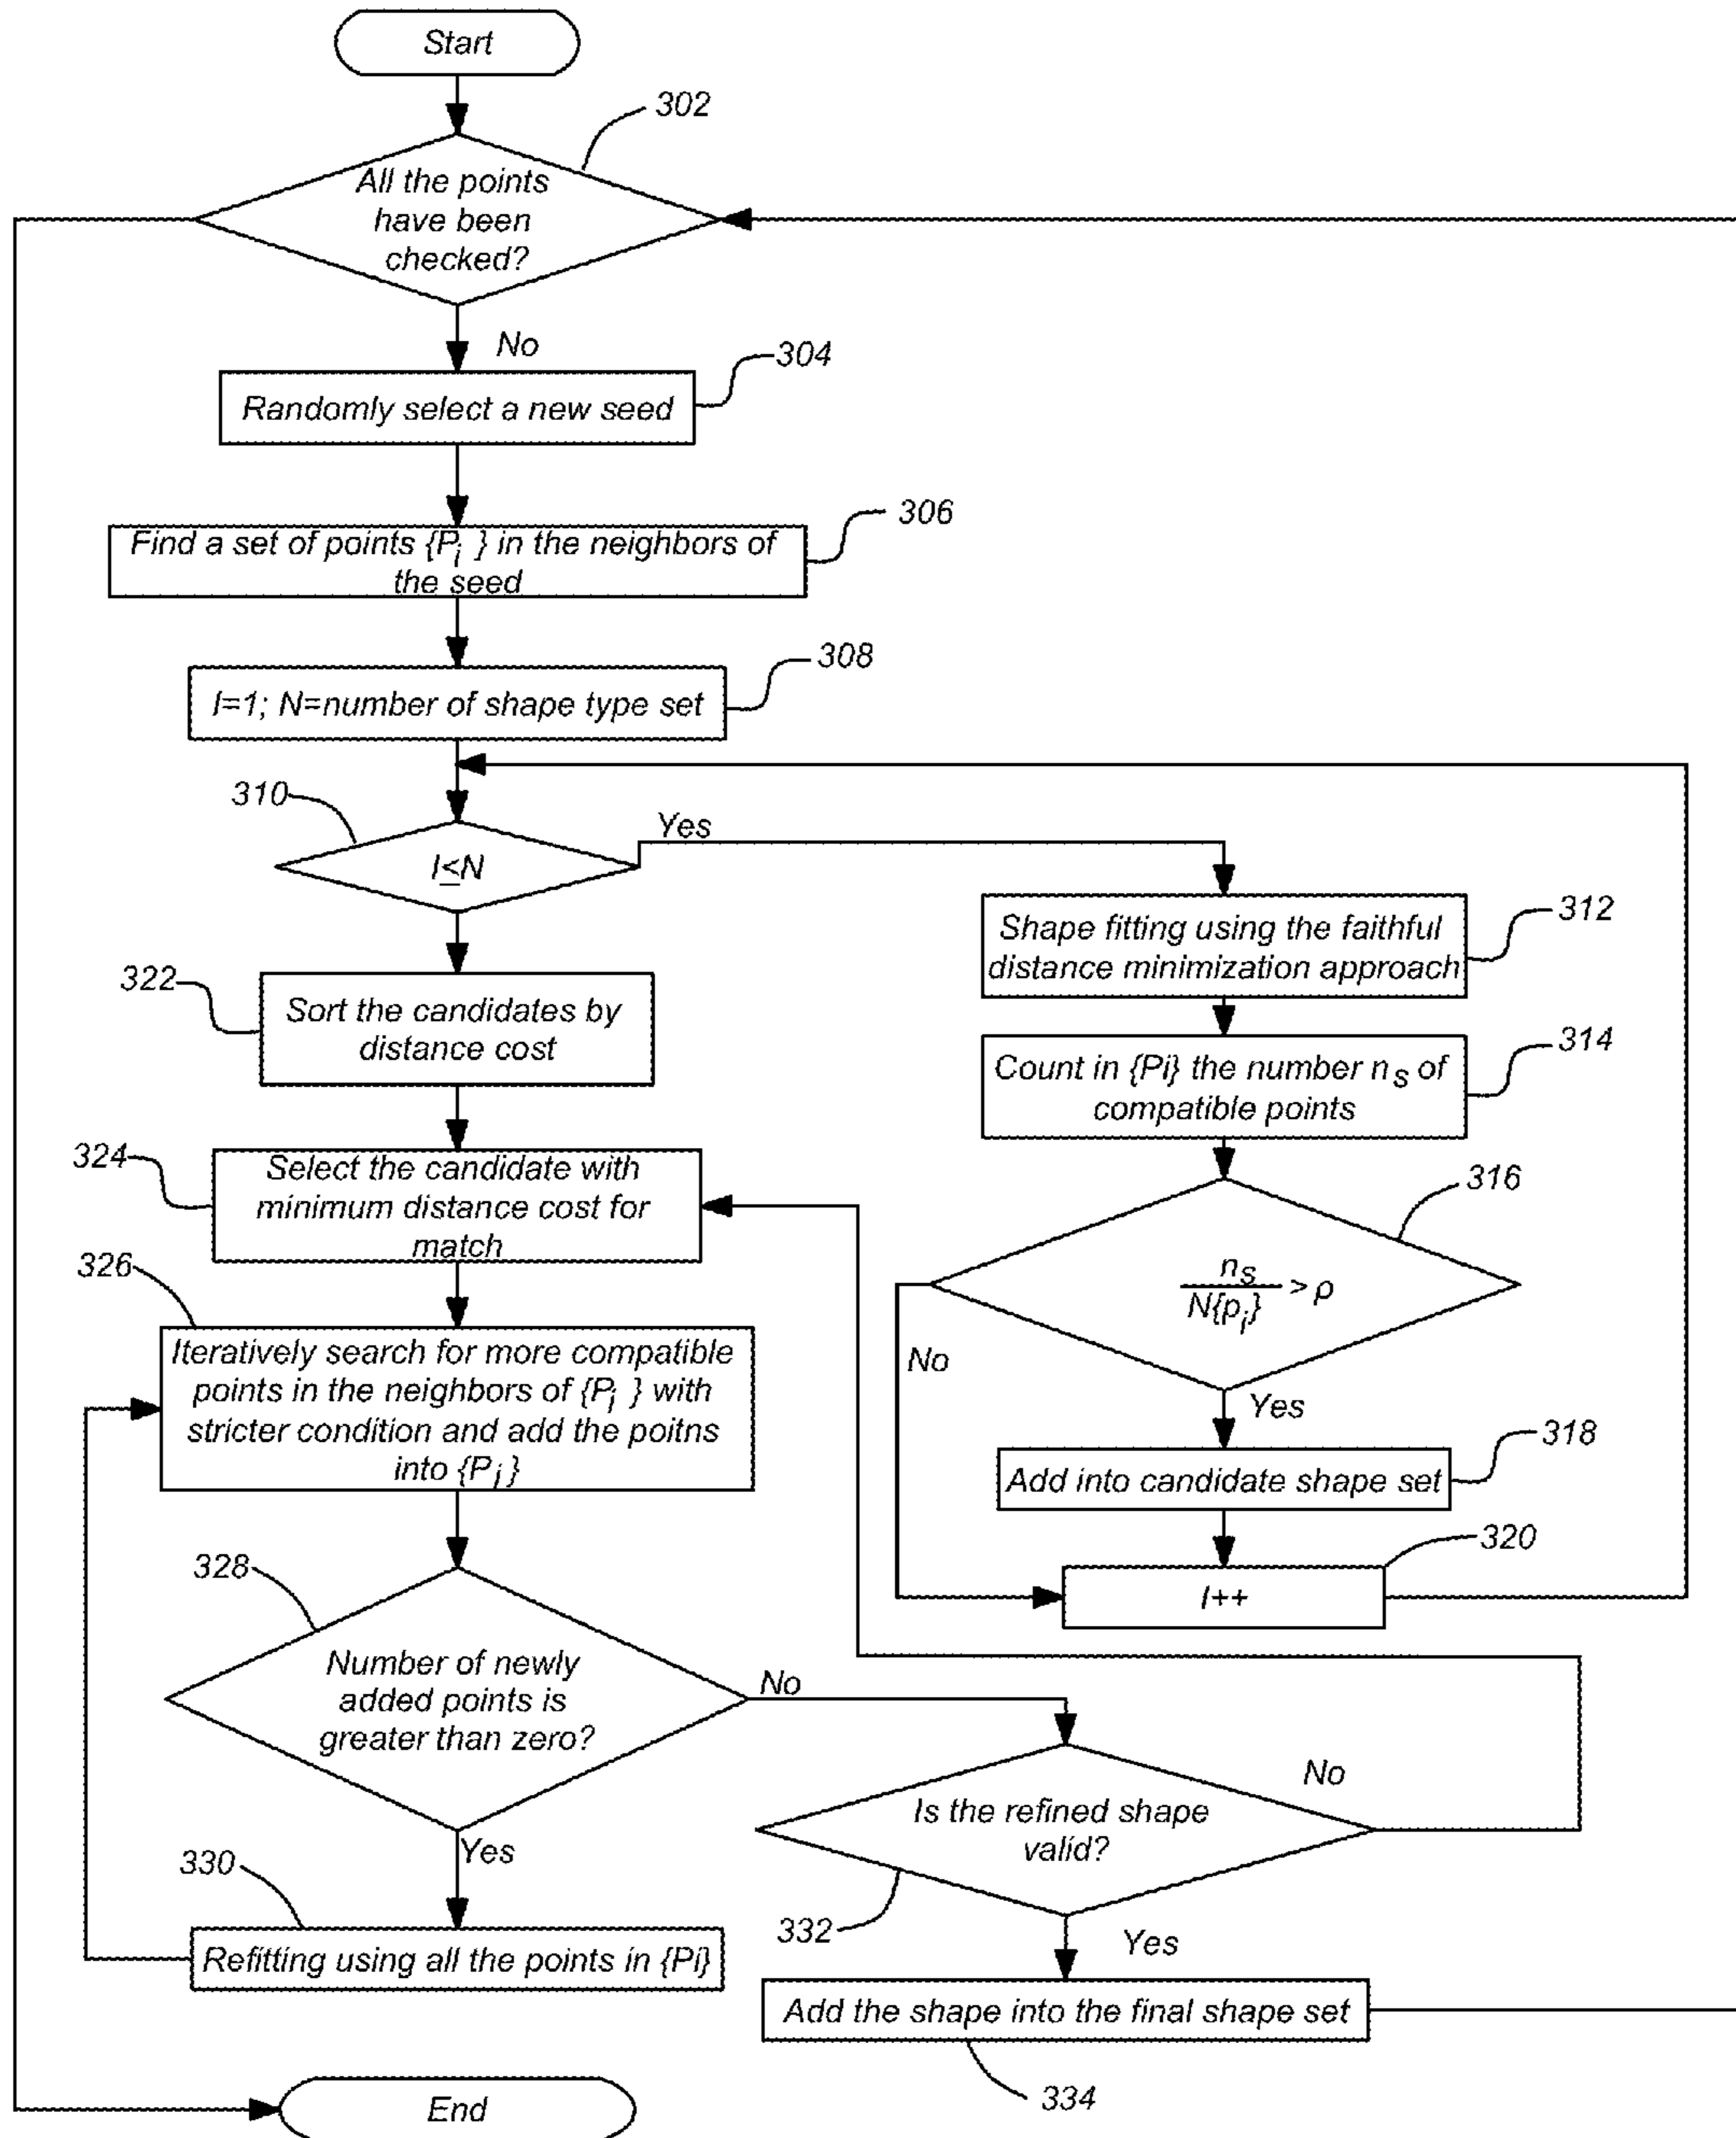 Start
302
All the points
have been
checked?
No
304
Randomly select a new seed
306
Find a set of points {Pi } in the neighbors of
the seed
308
I=1; N=number of shape type set
310
I≤N
Yes
312
Shape fitting using the faithful
distance minimization approach
314
Count in {Pi} the number ns of
compatible points
316
ns
N{pi}
> ρ
No
Yes
318
Add into candidate shape set
320
I++
322
Sort the candidates by
distance cost
324
Select the candidate with
minimum distance cost for
match
326
Iteratively search for more compatible
points in the neighbors of {Pi } with
stricter condition and add the poitns
into {Pi}
328
Number of newly
added points is
greater than zero?
No
Yes
330
Refitting using all the points in {Pi}
Is the refined shape
valid?
No
332
Yes
Add the shape into the final shape set
334
End